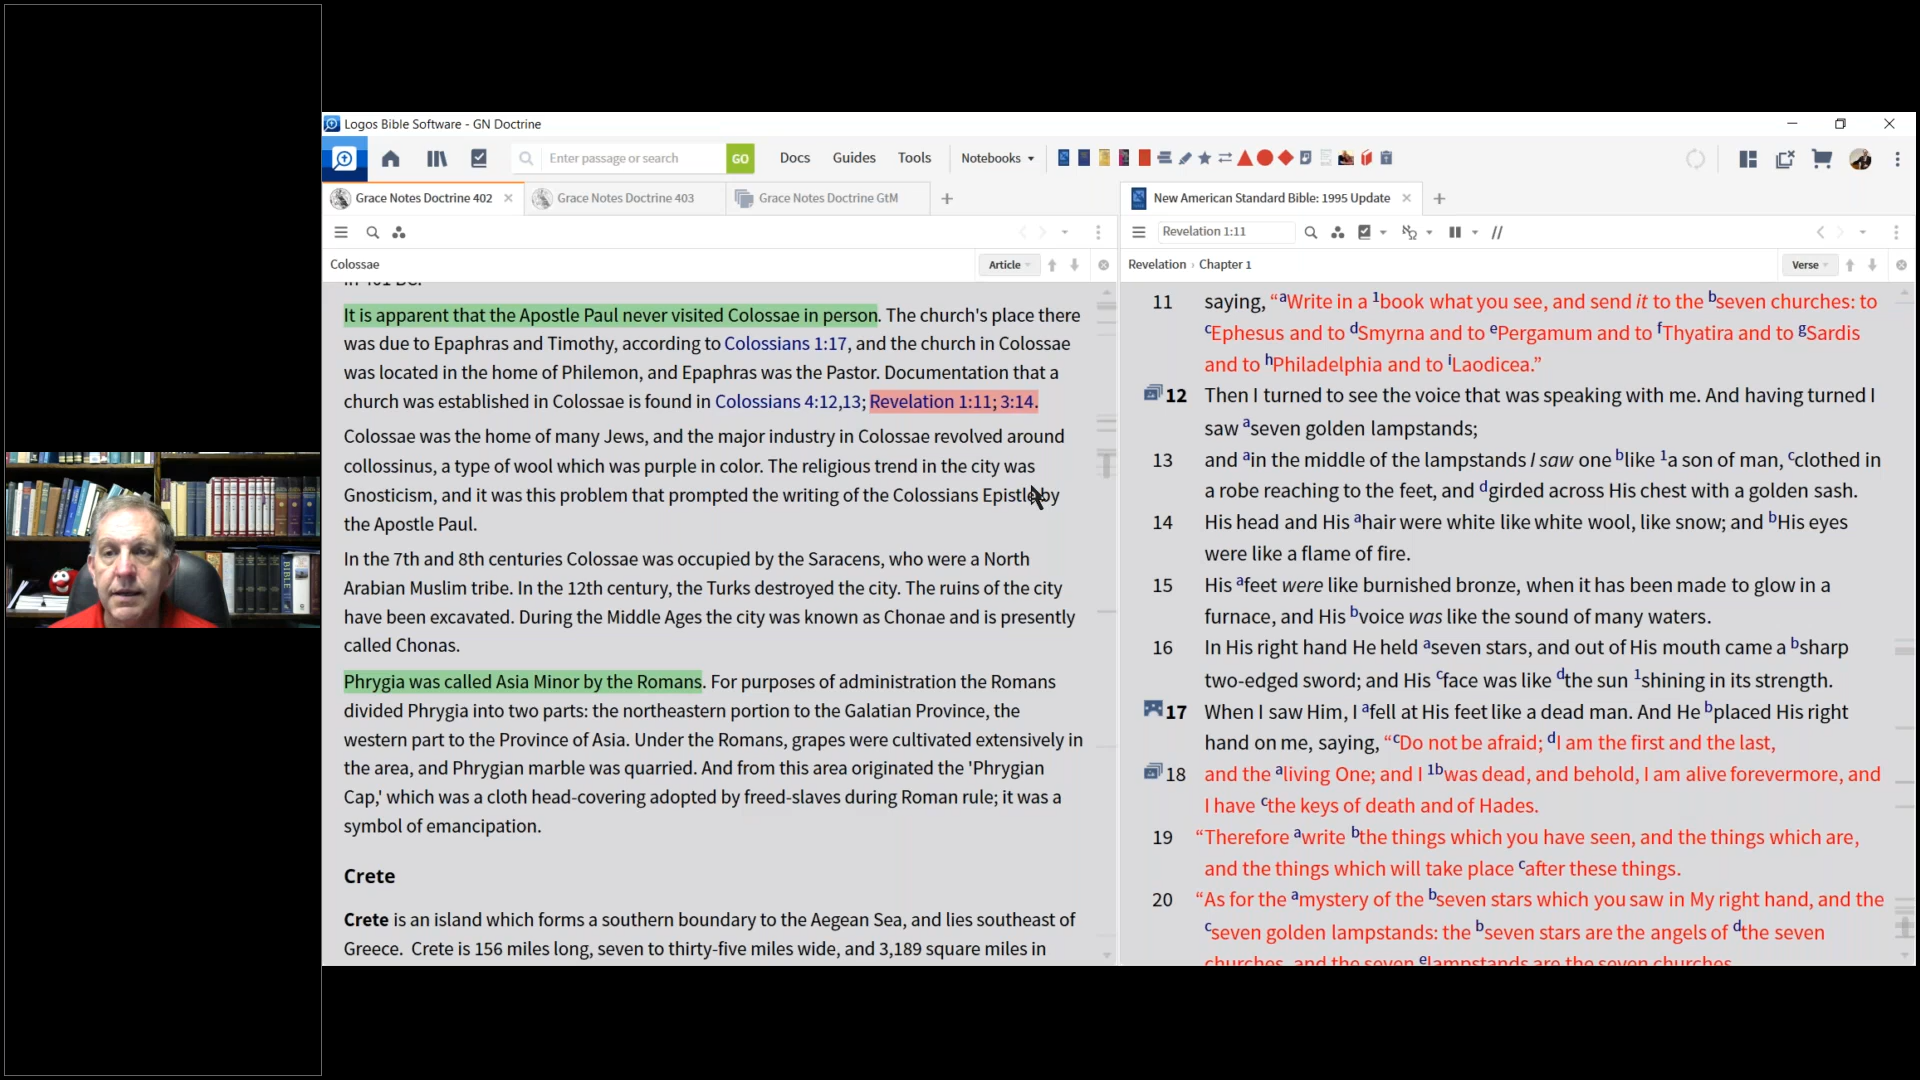 Logos Bible Software - GN Doctrine
Enter passage or search GO Docs Guides Tools Notebooks
Grace Notes Doctrine 402
Grace Notes Doctrine 403
Grace Notes Doctrine GtM
New American Standard Bible: 1995 Update
Revelation 1:11
Colossae
Article
Revelation › Chapter 1
Verse
It is apparent that the Apostle Paul never visited Colossae in person. The church's place there
was due to Epaphras and Timothy, according to Colossians 1:17, and the church in Colossae
was located in the home of Philemon, and Epaphras was the Pastor. Documentation that a
church was established in Colossae is found in Colossians 4:12,13; Revelation 1:11; 3:14.
Colossae was the home of many Jews, and the major industry in Colossae revolved around
collossinus, a type of wool which was purple in color. The religious trend in the city was
Gnosticism, and it was this problem that prompted the writing of the Colossians Epistle by
the Apostle Paul.
In the 7th and 8th centuries Colossae was occupied by the Saracens, who were a North
Arabian Muslim tribe. In the 12th century, the Turks destroyed the city. The ruins of the city
have been excavated. During the Middle Ages the city was known as Chonae and is presently
called Chonas.
Phrygia was called Asia Minor by the Romans. For purposes of administration the Romans
divided Phrygia into two parts: the northeastern portion to the Galatian Province, the
western part to the Province of Asia. Under the Romans, grapes were cultivated extensively in
the area, and Phrygian marble was quarried. And from this area originated the 'Phrygian
Cap,' which was a cloth head-covering adopted by freed-slaves during Roman rule; it was a
symbol of emancipation.
Crete
Crete is an island which forms a southern boundary to the Aegean Sea, and lies southeast of
Greece. Crete is 156 miles long, seven to thirty-five miles wide, and 3,189 square miles in
11 saying, “aWrite in a 1book what you see, and send it to the bseven churches: to
cEphesus and to dSmyrna and to ePergamum and to fThyatira and to gSardis
and to hPhiladelphia and to iLaodicea.”
12 Then I turned to see the voice that was speaking with me. And having turned I
saw aseven golden lampstands;
13 and ain the middle of the lampstands I saw one blike 1a son of man, cclothed in
a robe reaching to the feet, and dgirded across His chest with a golden sash.
14 His head and His ahair were white like white wool, like snow; and bHis eyes
were like a flame of fire.
15 His afeet were like burnished bronze, when it has been made to glow in a
furnace, and His bvoice was like the sound of many waters.
16 In His right hand He held aseven stars, and out of His mouth came a bsharp
two-edged sword; and His cface was like dthe sun 1shining in its strength.
17 When I saw Him, I afell at His feet like a dead man. And He bplaced His right
hand on me, saying, “cDo not be afraid; dI am the first and the last,
18 and the aliving One; and I 1bwas dead, and behold, I am alive forevermore, and
I have cthe keys of death and of Hades.
19 “Therefore awrite bthe things which you have seen, and the things which are,
and the things which will take place cafter these things.
20 “As for the amystery of the bseven stars which you saw in My right hand, and the
cseven golden lampstands: the bseven stars are the angels of dthe seven
churches, and the seven elampstands are the seven churches.